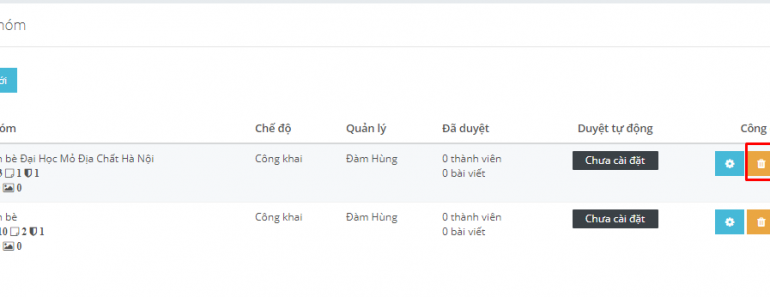 hóm
ới
óm Chế độ Quản lý Đã duyệt Duyệt tự động Công
n bè Đại Học Mỏ Địa Chất Hà Nội Công khai Đàm Hùng 0 thành viên Chưa cài đặt
1 1 0 bài viết
0
n bè Công khai Đàm Hùng 0 thành viên Chưa cài đặt
10 2 1 0 bài viết
0